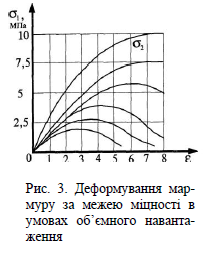 σ₁,
МПа
10
σ₂
7,5
5
2,5
0 1 2 3 4 5 6 7 8 ε
Рис. 3. Деформування мар-
муру за межею міцності в
умовах об’ємного наванта-
ження